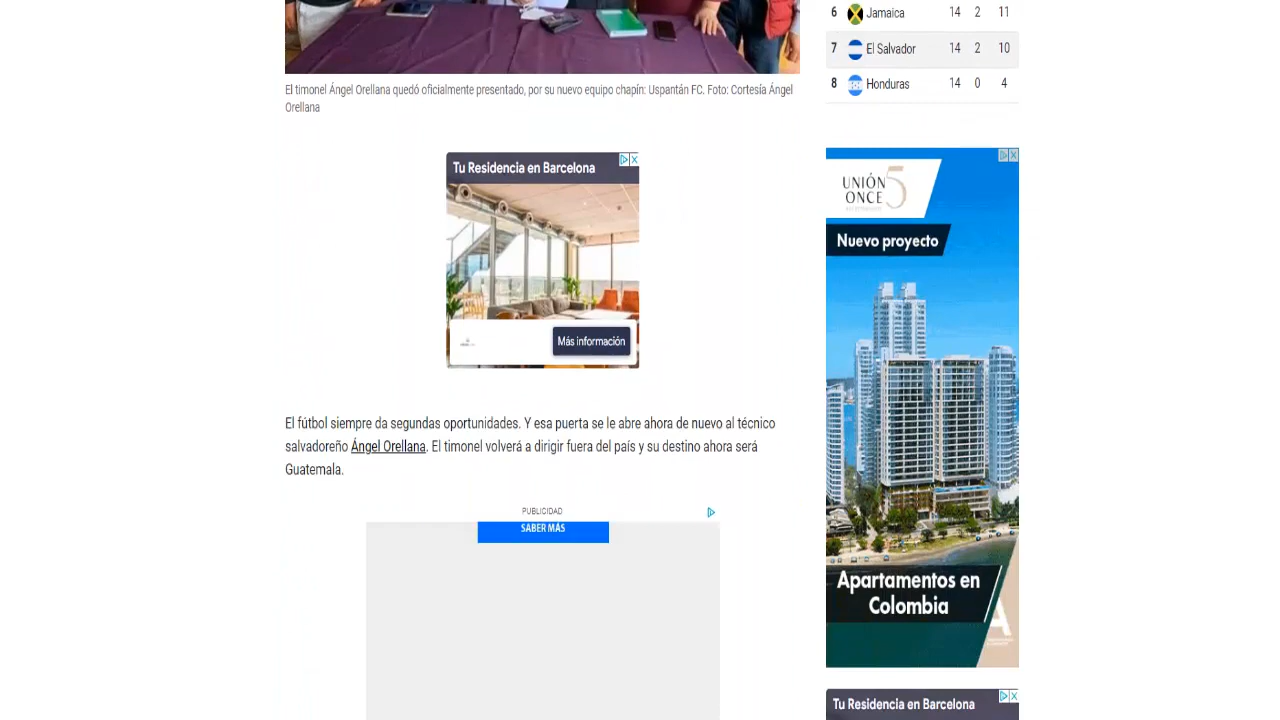 El timonel Ángel Orellana quedó oficialmente presentado, por su nuevo equipo chapín: Uspantán FC. Foto: Cortesía Ángel
Orellana
Tu Residencia en Barcelona
Más información
El fútbol siempre da segundas oportunidades. Y esa puerta se le abre ahora de nuevo al técnico
salvadoreño Ángel Orellana. El timonel volverá a dirigir fuera del país y su destino ahora será
Guatemala.
PUBLICIDAD
SABER MÁS
6 Jamaica 14 2 11
7 El Salvador 14 2 10
8 Honduras 14 0 4
UNIÓN 5
ONCE
Nuevo proyecto
Apartamentos en
Colombia
Tu Residencia en Barcelona